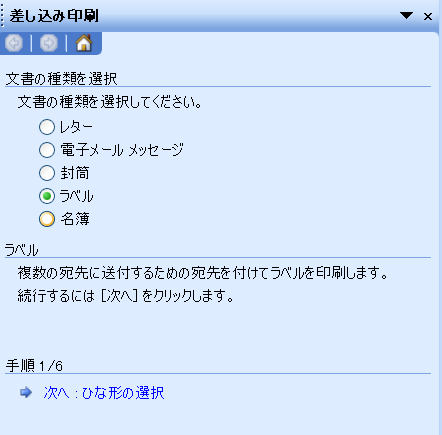 差し込み印刷
文書の種類を選択
文書の種類を選択してください。
レター
電子メール メッセージ
封筒
ラベル
名簿
ラベル
複数の宛先に送付するための宛先を付けてラベルを印刷します。
続行するには [次へ] をクリックします。
手順 1/6
次へ : ひな形の選択